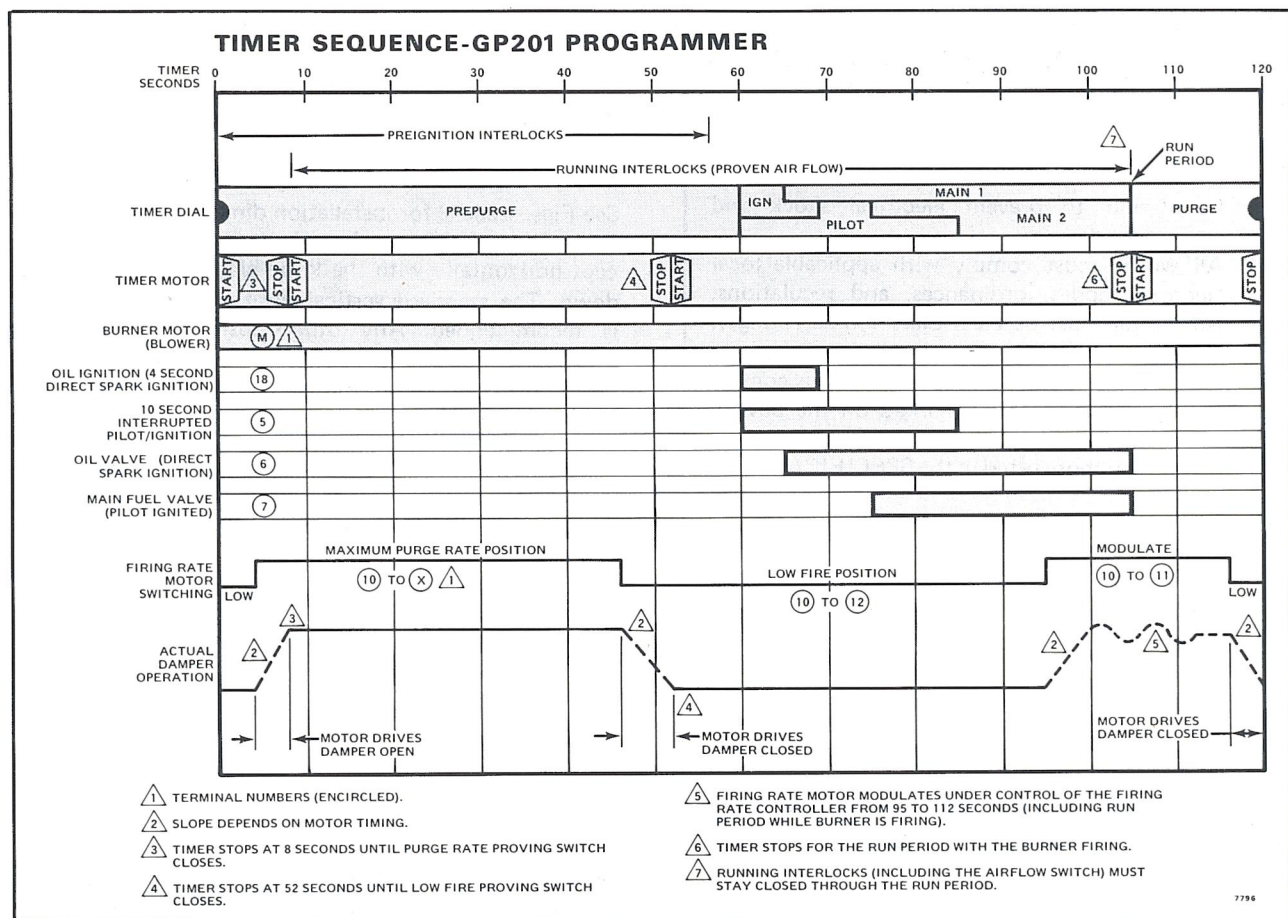 TIMER SEQUENCE-GP201 PROGRAMMER
TIMER
SECONDS
0 10 20 30 40 50 60 70 80 90 100 110 120
PREIGNITION INTERLOCKS
7
RUN
PERIOD
RUNNING INTERLOCKS (PROVEN AIR FLOW)
TIMER DIAL
PREPURGE
IGN
MAIN 1
PILOT
MAIN 2
PURGE
TIMER MOTOR
START
3
STOP
START
4
STOP
START
6
STOP
START
STOP
BURNER MOTOR
(BLOWER)
M 1
OIL IGNITION (4 SECOND
DIRECT SPARK IGNITION)
18
10 SECOND
INTERRUPTED
PILOT/IGNITION
5
OIL VALVE (DIRECT
SPARK IGNITION)
6
MAIN FUEL VALVE
(PILOT IGNITED)
7
FIRING RATE
MOTOR
SWITCHING
LOW
MAXIMUM PURGE RATE POSITION
10 TO X 1
LOW FIRE POSITION
10 TO 12
MODULATE
10 TO 11
LOW
ACTUAL
DAMPER
OPERATION
2
3
2
4
2
5
2
MOTOR DRIVES
DAMPER OPEN
MOTOR DRIVES
DAMPER CLOSED
MOTOR DRIVES
DAMPER CLOSED
1 TERMINAL NUMBERS (ENCIRCLED).
2 SLOPE DEPENDS ON MOTOR TIMING.
3 TIMER STOPS AT 8 SECONDS UNTIL PURGE RATE PROVING SWITCH
CLOSES.
4 TIMER STOPS AT 52 SECONDS UNTIL LOW FIRE PROVING SWITCH
CLOSES.
5 FIRING RATE MOTOR MODULATES UNDER CONTROL OF THE FIRING
RATE CONTROLLER FROM 95 TO 112 SECONDS (INCLUDING RUN
PERIOD WHILE BURNER IS FIRING).
6 TIMER STOPS FOR THE RUN PERIOD WITH THE BURNER FIRING.
7 RUNNING INTERLOCKS (INCLUDING THE AIRFLOW SWITCH) MUST
STAY CLOSED THROUGH THE RUN PERIOD.
7796